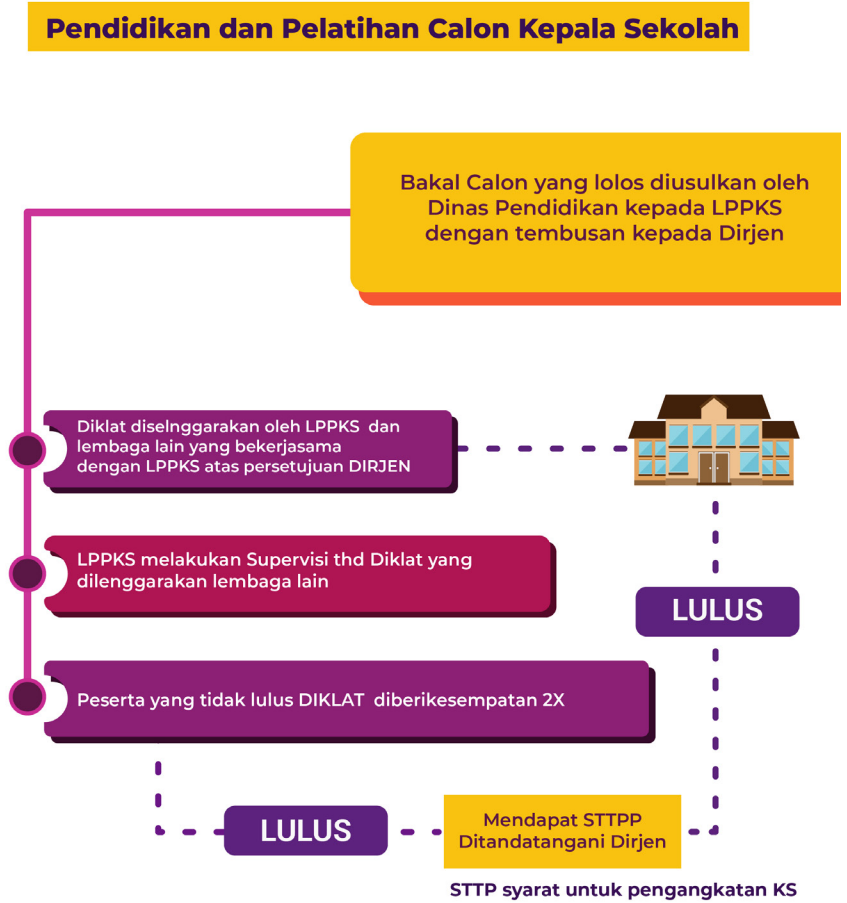 Pendidikan dan Pelatihan Calon Kepala Sekolah
Bakal Calon yang lolos diusulkan oleh
Dinas Pendidikan kepada LPPKS
dengan tembusan kepada Dirjen
Diklat diselnggarakan oleh LPPKS dan
lembaga lain yang bekerjasama
dengan LPPKS atas persetujuan DIRJEN
LPPKS melakukan Supervisi thd Diklat yang
dilenggarakan lembaga lain
LULUS
Peserta yang tidak lulus DIKLAT diberikesempatan 2X
LULUS
Mendapat STTPP
Ditandatangani Dirjen
STTP syarat untuk pengangkatan KS